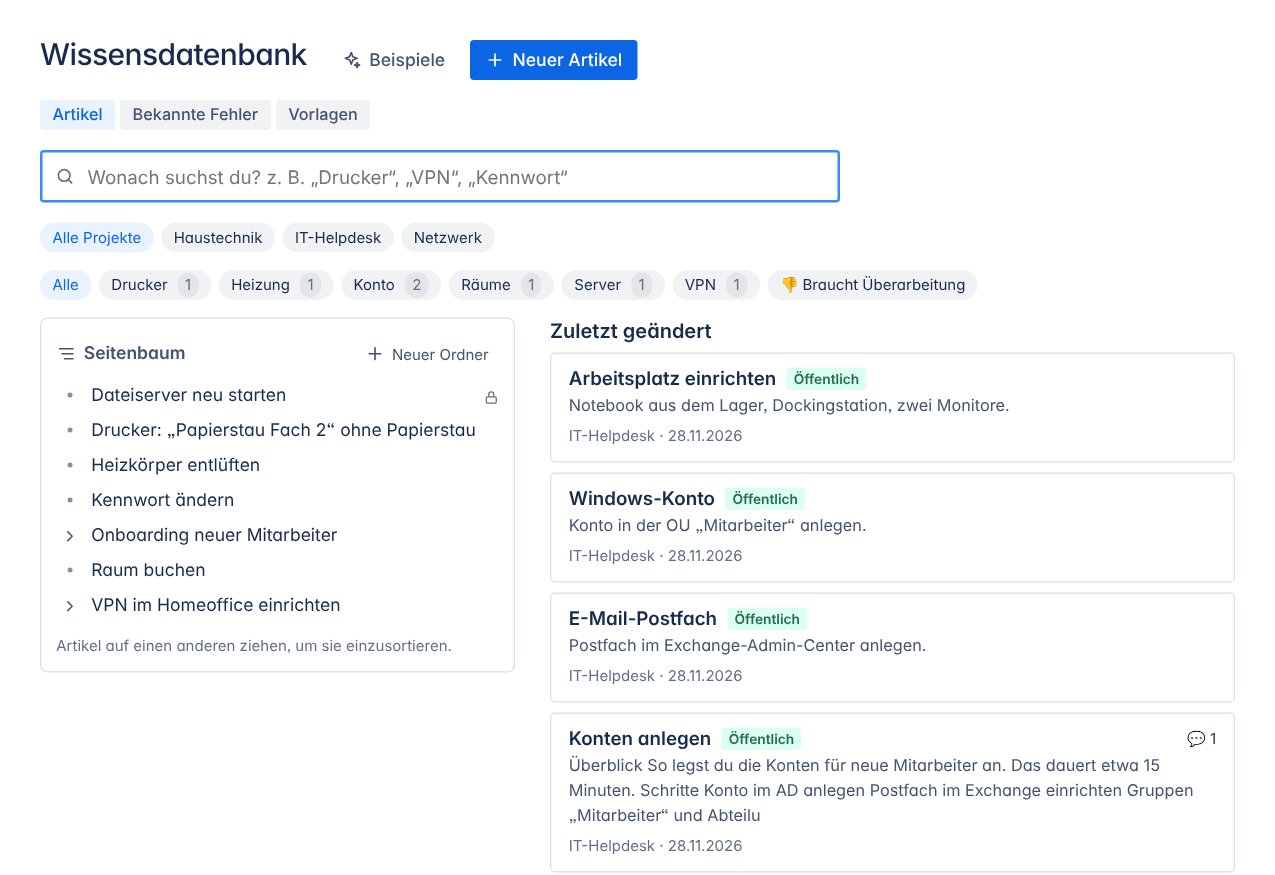 Wissensdatenbank
Beispiele
Neuer Artikel
Artikel
Bekannte Fehler
Vorlagen
Wonach suchst du? z. B. „Drucker“, „VPN“, „Kennwort“
Alle Projekte
Haustechnik
IT-Helpdesk
Netzwerk
Alle
Drucker 1
Heizung 1
Konto 2
Räume 1
Server 1
VPN 1
👎 Braucht Überarbeitung
Seitenbaum
Neuer Ordner
Dateiserver neu starten
Drucker: „Papierstau Fach 2“ ohne Papierstau
Heizkörper entlüften
Kennwort ändern
Onboarding neuer Mitarbeiter
Raum buchen
VPN im Homeoffice einrichten
Artikel auf einen anderen ziehen, um sie einzusortieren.
Zuletzt geändert
Arbeitsplatz einrichten Öffentlich
Notebook aus dem Lager, Dockingstation, zwei Monitore.
IT-Helpdesk · 28.11.2026
Windows-Konto Öffentlich
Konto in der OU „Mitarbeiter“ anlegen.
IT-Helpdesk · 28.11.2026
E-Mail-Postfach Öffentlich
Postfach im Exchange-Admin-Center anlegen.
IT-Helpdesk · 28.11.2026
Konten anlegen Öffentlich 💬 1
Überblick So legst du die Konten für neue Mitarbeiter an. Das dauert etwa 15
Minuten. Schritte Konto im AD anlegen Postfach im Exchange einrichten Gruppen
„Mitarbeiter“ und Abteilu
IT-Helpdesk · 28.11.2026